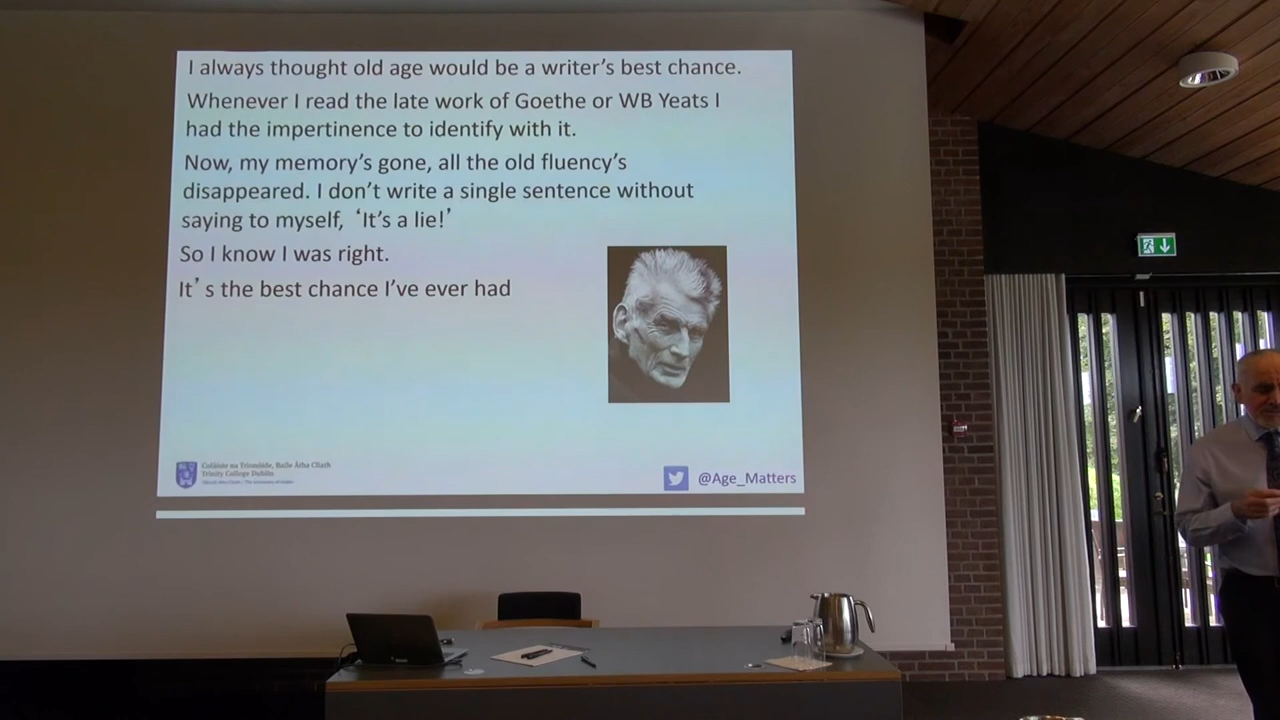 I always thought old age would be a writer's best chance.
Whenever I read the late work of Goethe or WB Yeats I
had the impertinence to identify with it.
Now, my memory's gone, all the old fluency's
disappeared. I don't write a single sentence without
saying to myself, ‘It's a lie!’
So I know I was right.
It’ s the best chance I've ever had
Coláiste na Tríonóide, Baile Átha Cliath
Trinity College Dublin
@Age_Matters